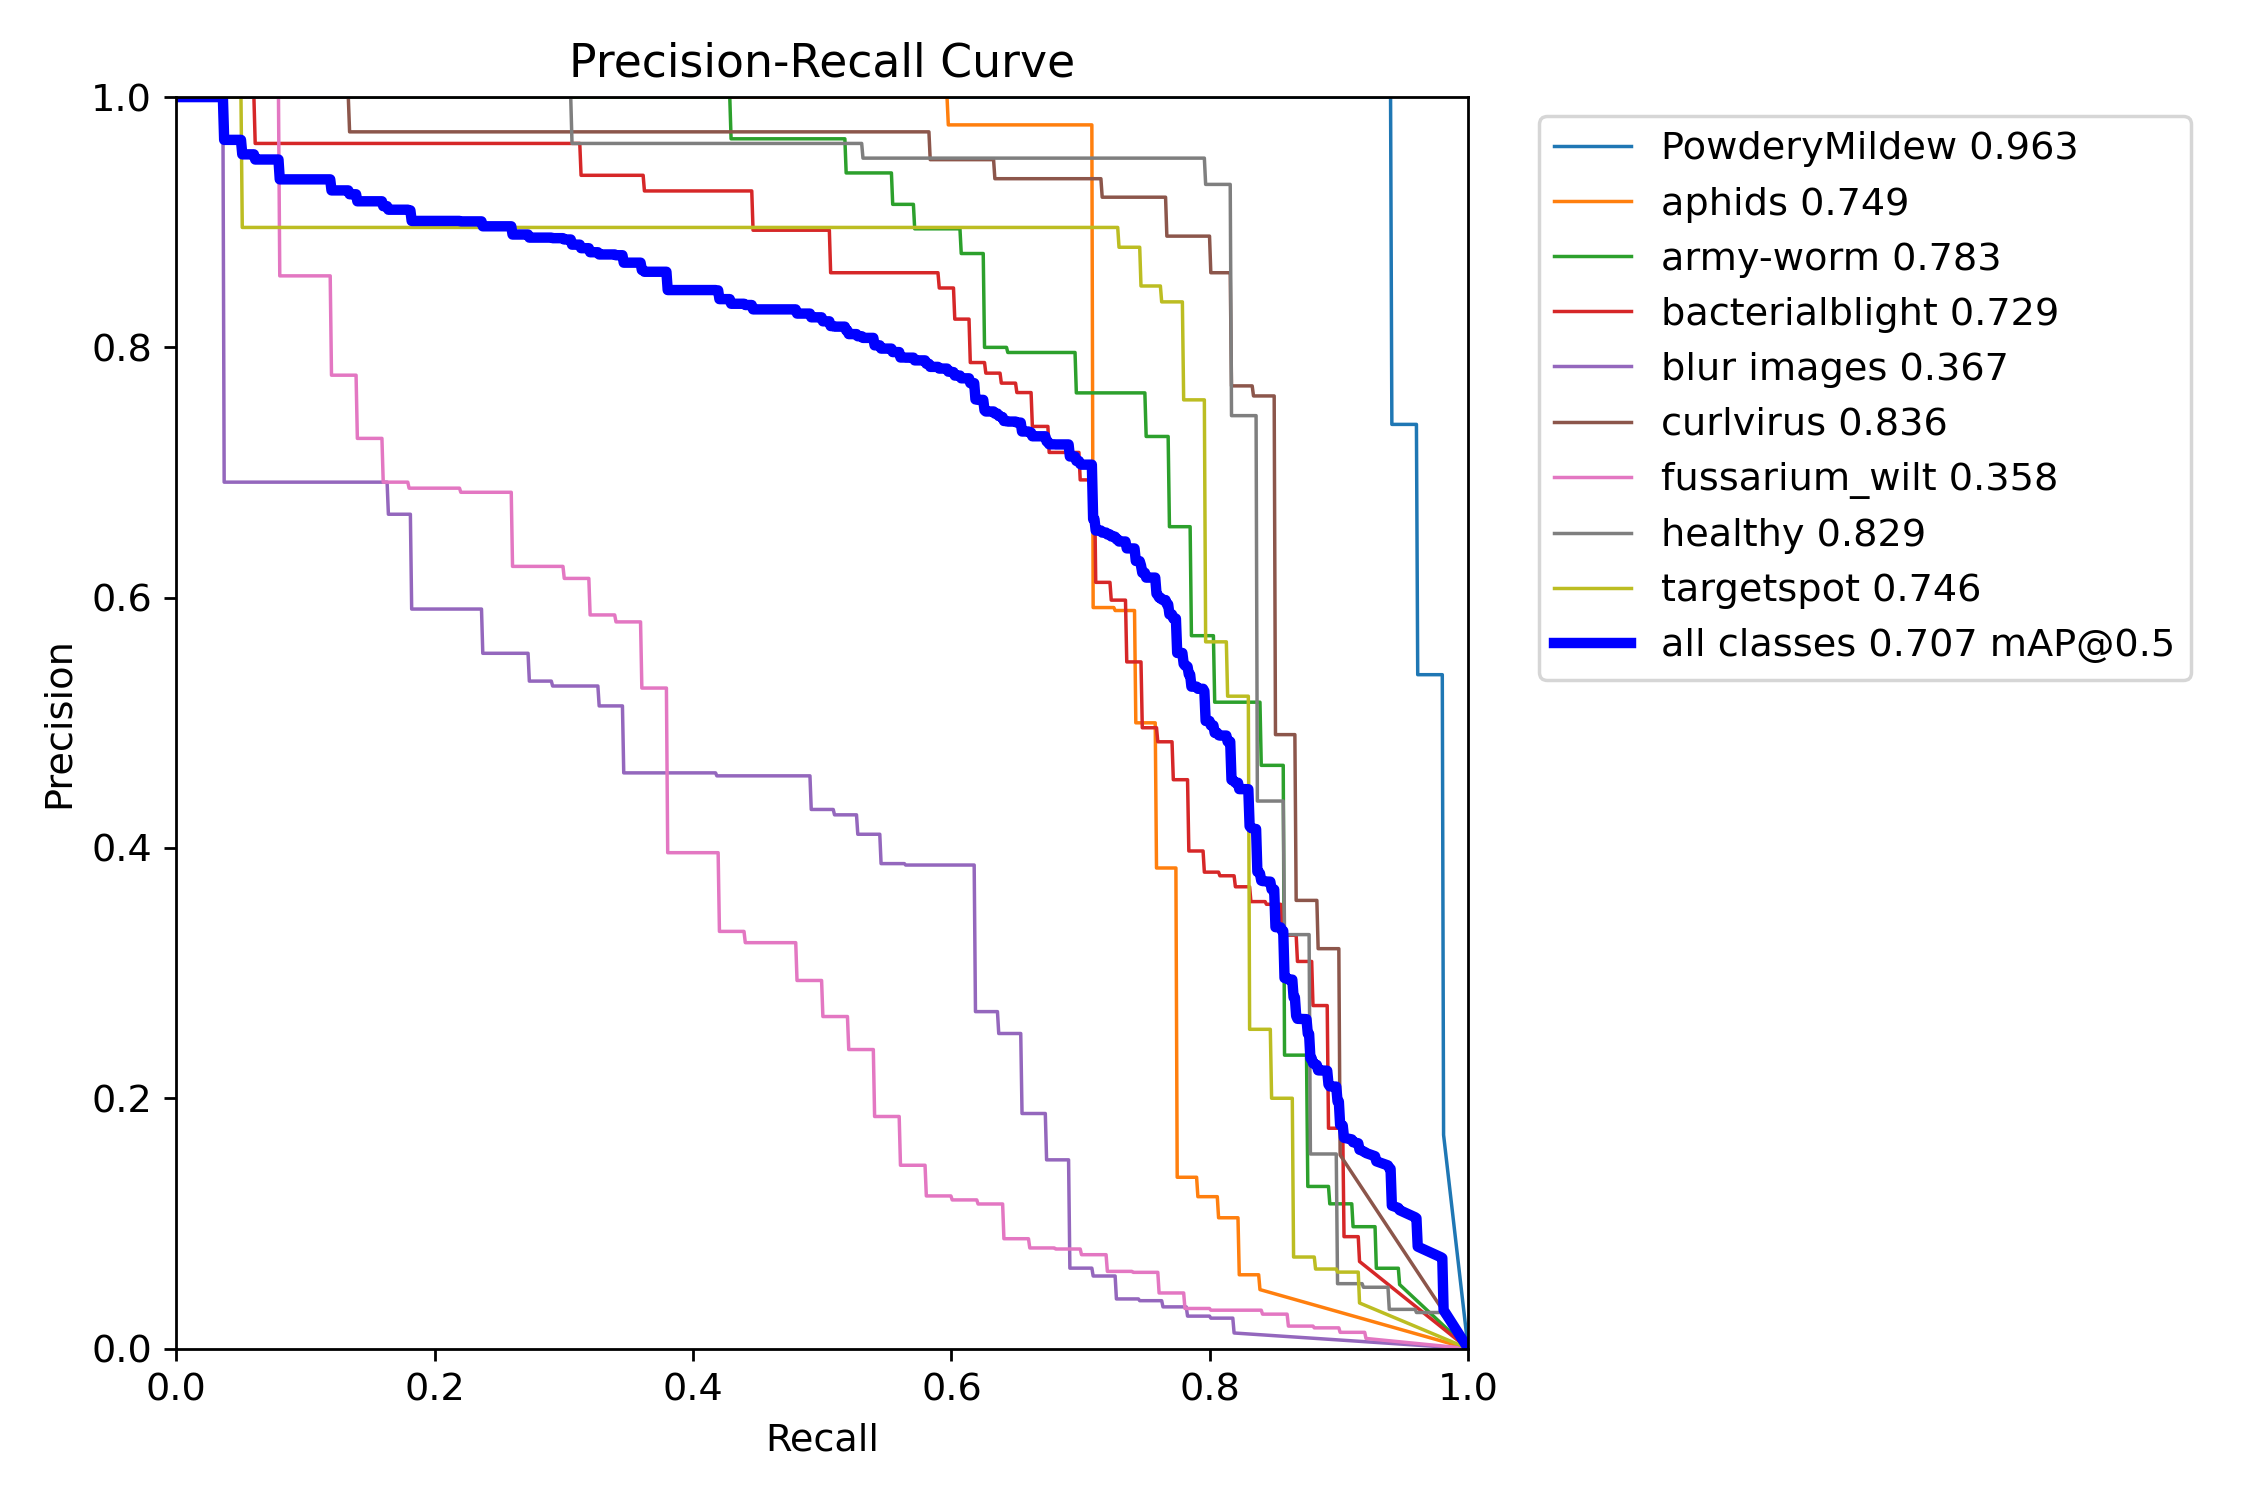 Precision-Recall Curve
1.0
0.8
0.6
0.4
0.2
0.0
Precision
0.0 0.2 0.4 0.6 0.8 1.0
Recall
PowderyMildew 0.963
aphids 0.749
army-worm 0.783
bacterialblight 0.729
blur images 0.367
curlvirus 0.836
fussarium_wilt 0.358
healthy 0.829
targetspot 0.746
all classes 0.707 mAP@0.5